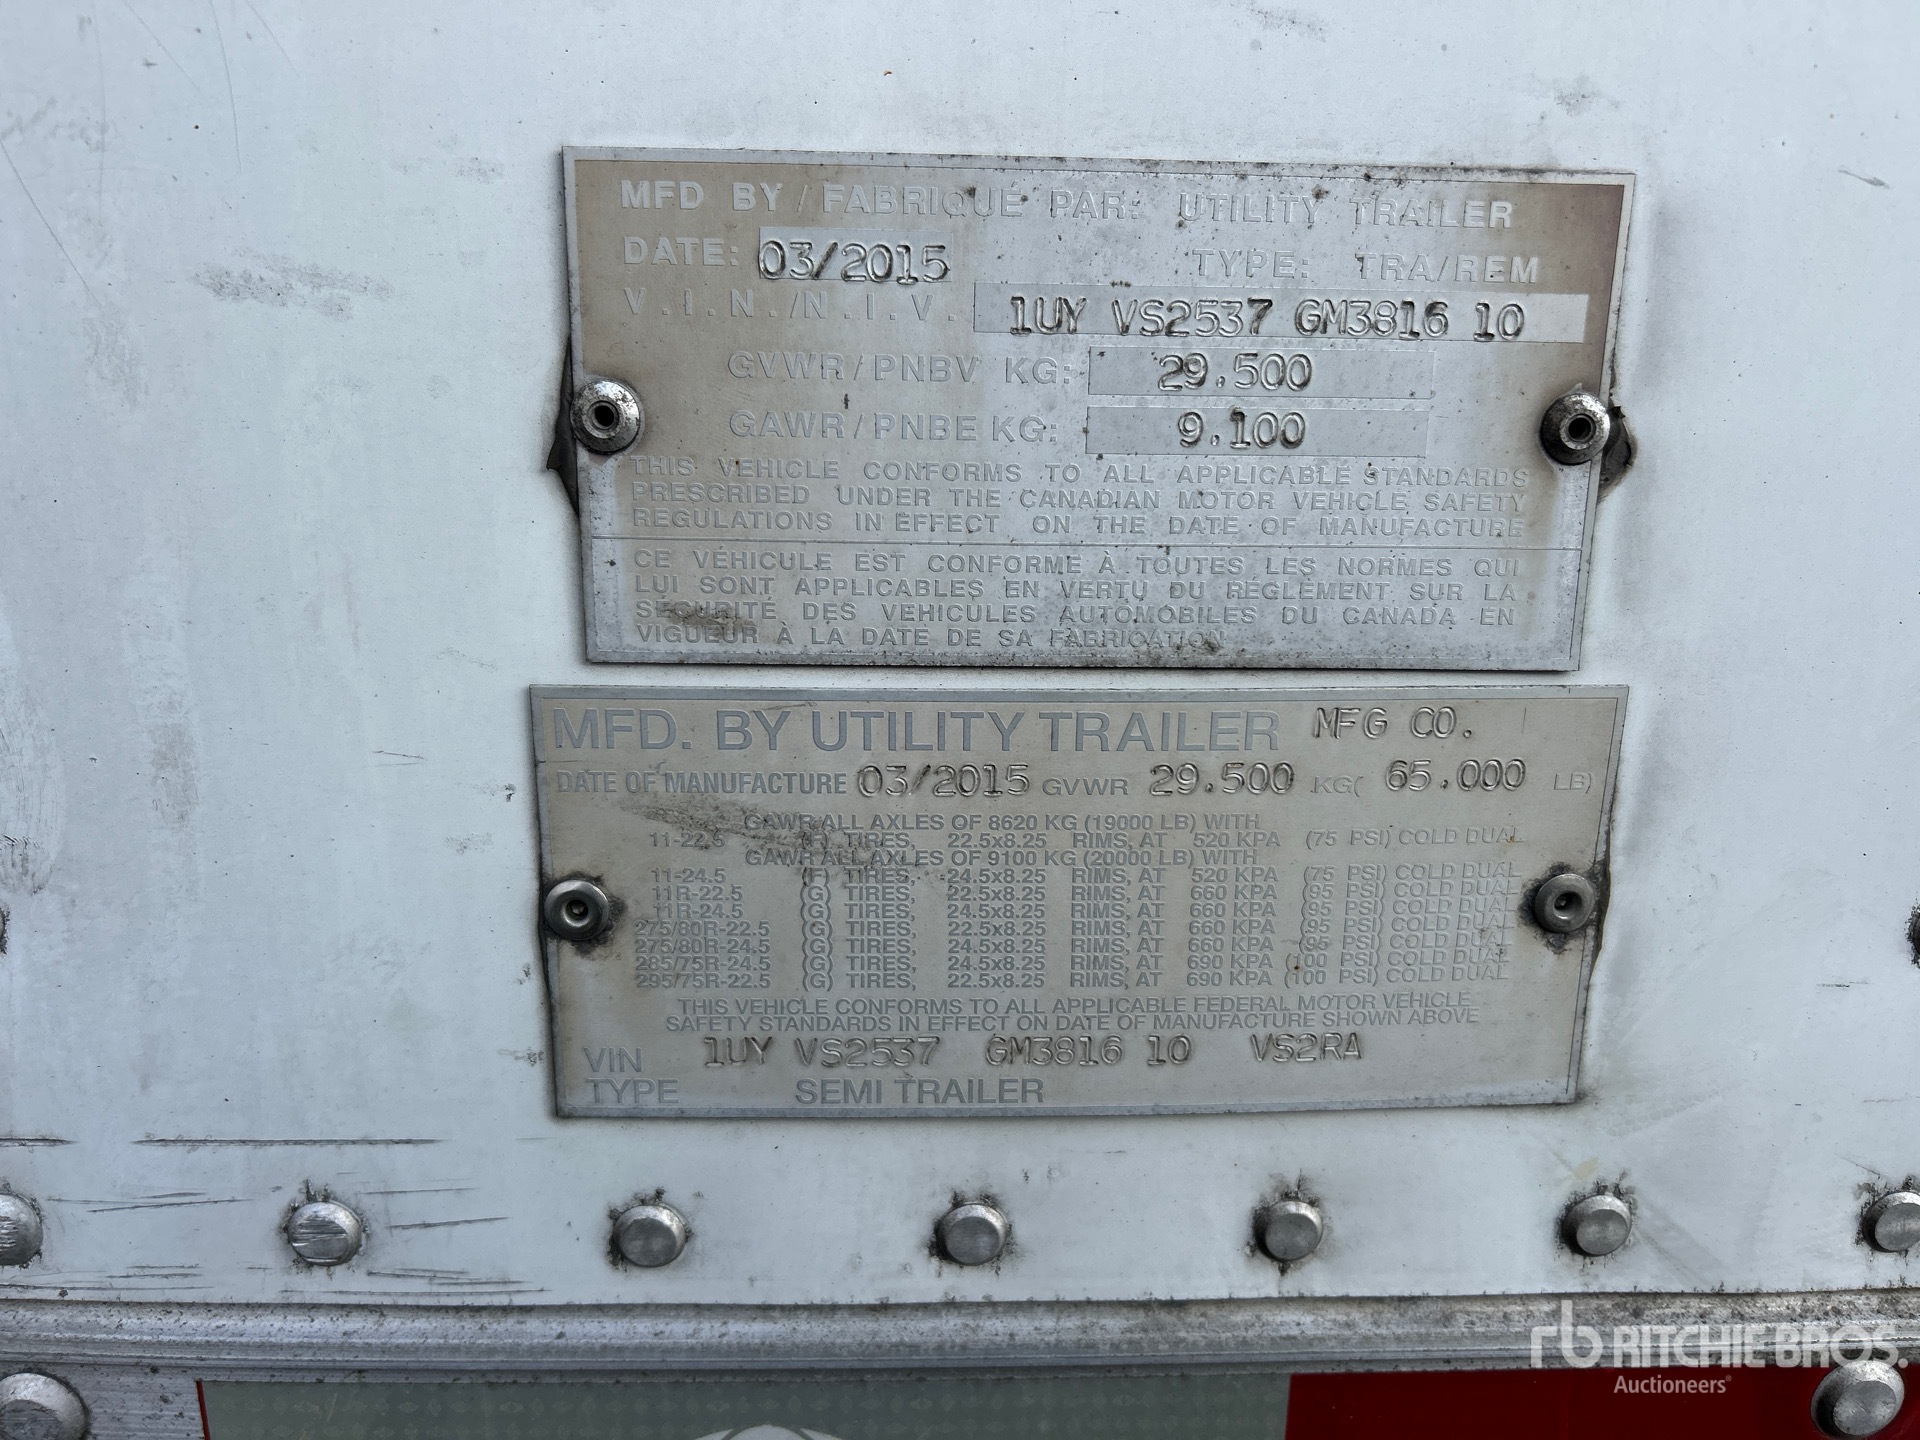 MFD BY / FABRIQUÉ PAR: UTILITY TRAILER
DATE: 03/2015 TYPE: TRA/REM
V.I.N./N.I.V. 1UY VS2537 GM3816 10
GVWR/PNBV KG: 29.500
GAWR/PNBE KG: 9.100
THIS VEHICLE CONFORMS TO ALL APPLICABLE STANDARDS
PRESCRIBED UNDER THE CANADIAN MOTOR VEHICLE SAFETY
REGULATIONS IN EFFECT ON THE DATE OF MANUFACTURE
CE VÉHICULE EST CONFORME À TOUTES LES NORMES QUI
LUI SONT APPLICABLES EN VERTU DU RÉGLEMENT SUR LA
SÉCURITÉ DES VEHICULES AUTOMOBILES DU CANADA EN
VIGUEUR À LA DATE DE SA FABRICATION
MFD. BY UTILITY TRAILER MFG CO.
DATE OF MANUFACTURE 03/2015 GVWR 29.500 KG( 65.000 LB)
GAWR ALL AXLES OF 8620 KG (19000 LB) WITH
11-22.5 (F) TIRES, 22.5x8.25 RIMS, AT 520 KPA (75 PSI) COLD DUAL
GAWR ALL AXLES OF 9100 KG (20000 LB) WITH
11-24.5 (F) TIRES, 24.5x8.25 RIMS, AT 520 KPA (75 PSI) COLD DUAL
11R-22.5 (G) TIRES, 22.5x8.25 RIMS, AT 660 KPA (95 PSI) COLD DUAL
11R-24.5 (G) TIRES, 24.5x8.25 RIMS, AT 660 KPA (95 PSI) COLD DUAL
275/80R-22.5 (G) TIRES, 22.5x8.25 RIMS, AT 660 KPA (95 PSI) COLD DUAL
275/80R-24.5 (G) TIRES, 24.5x8.25 RIMS, AT 660 KPA (95 PSI) COLD DUAL
285/75R-24.5 (G) TIRES, 24.5x8.25 RIMS, AT 690 KPA (100 PSI) COLD DUAL
295/75R-22.5 (G) TIRES, 22.5x8.25 RIMS, AT 690 KPA (100 PSI) COLD DUAL
THIS VEHICLE CONFORMS TO ALL APPLICABLE FEDERAL MOTOR VEHICLE
SAFETY STANDARDS IN EFFECT ON DATE OF MANUFACTURE SHOWN ABOVE
VIN 1UY VS2537 GM3816 10 VS2RA
TYPE SEMI TRAILER
rb RITCHIE BROS.
Auctioneers